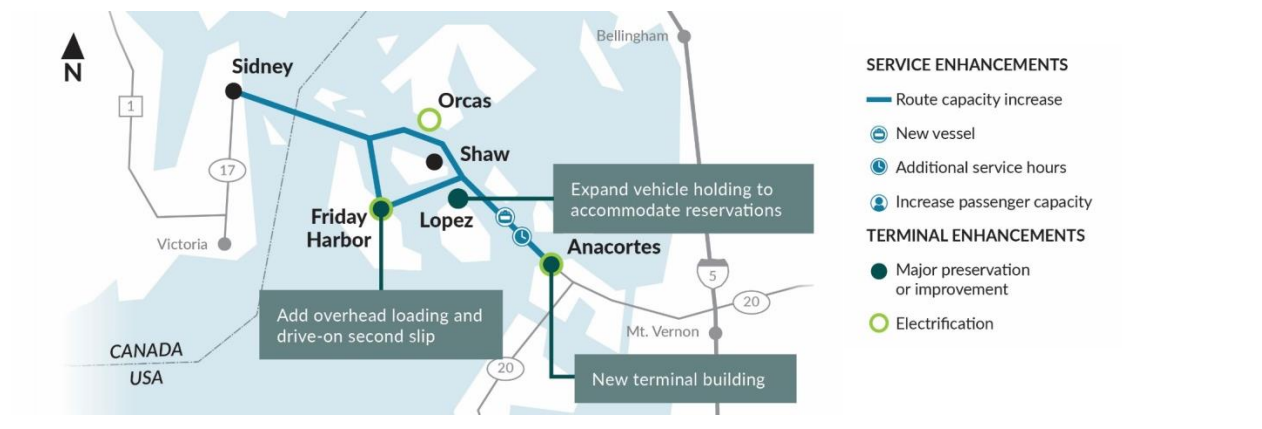 Bellingham
N
Sidney
1
Orcas
17
Shaw
Expand vehicle holding to
accommodate reservations
Friday
Harbor
Lopez
Victoria
Anacortes
5
20
Add overhead loading and
drive-on second slip
Mt. Vernon
CANADA
USA
20
New terminal building
SERVICE ENHANCEMENTS
Route capacity increase
New vessel
Additional service hours
Increase passenger capacity
TERMINAL ENHANCEMENTS
Major preservation
or improvement
Electrification